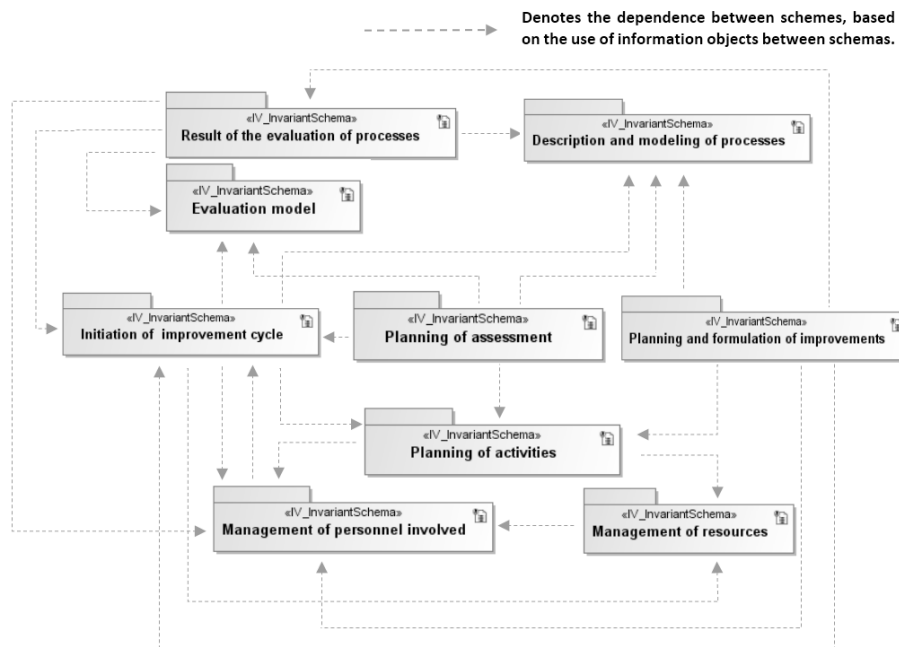 Denotes the dependence between schemes, based
on the use of information objects between schemas.
«IV_InvariantSchema»
Result of the evaluation of processes
«IV_InvariantSchema»
Description and modeling of processes
«IV_InvariantSchema»
Evaluation model
«IV_InvariantSchema»
Initiation of improvement cycle
«IV_InvariantSchema»
Planning of assessment
«IV_InvariantSchema»
Planning and formulation of improvements
«IV_InvariantSchema»
Planning of activities
«IV_InvariantSchema»
Management of personnel involved
«IV_InvariantSchema»
Management of resources